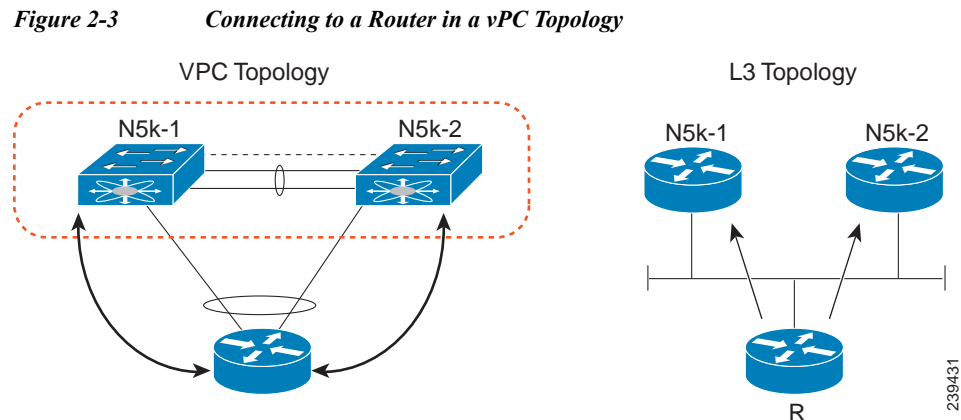 Figure 2-3 Connecting to a Router in a vPC Topology
VPC Topology
N5k-1 N5k-2
L3 Topology
N5k-1 N5k-2
R
239431